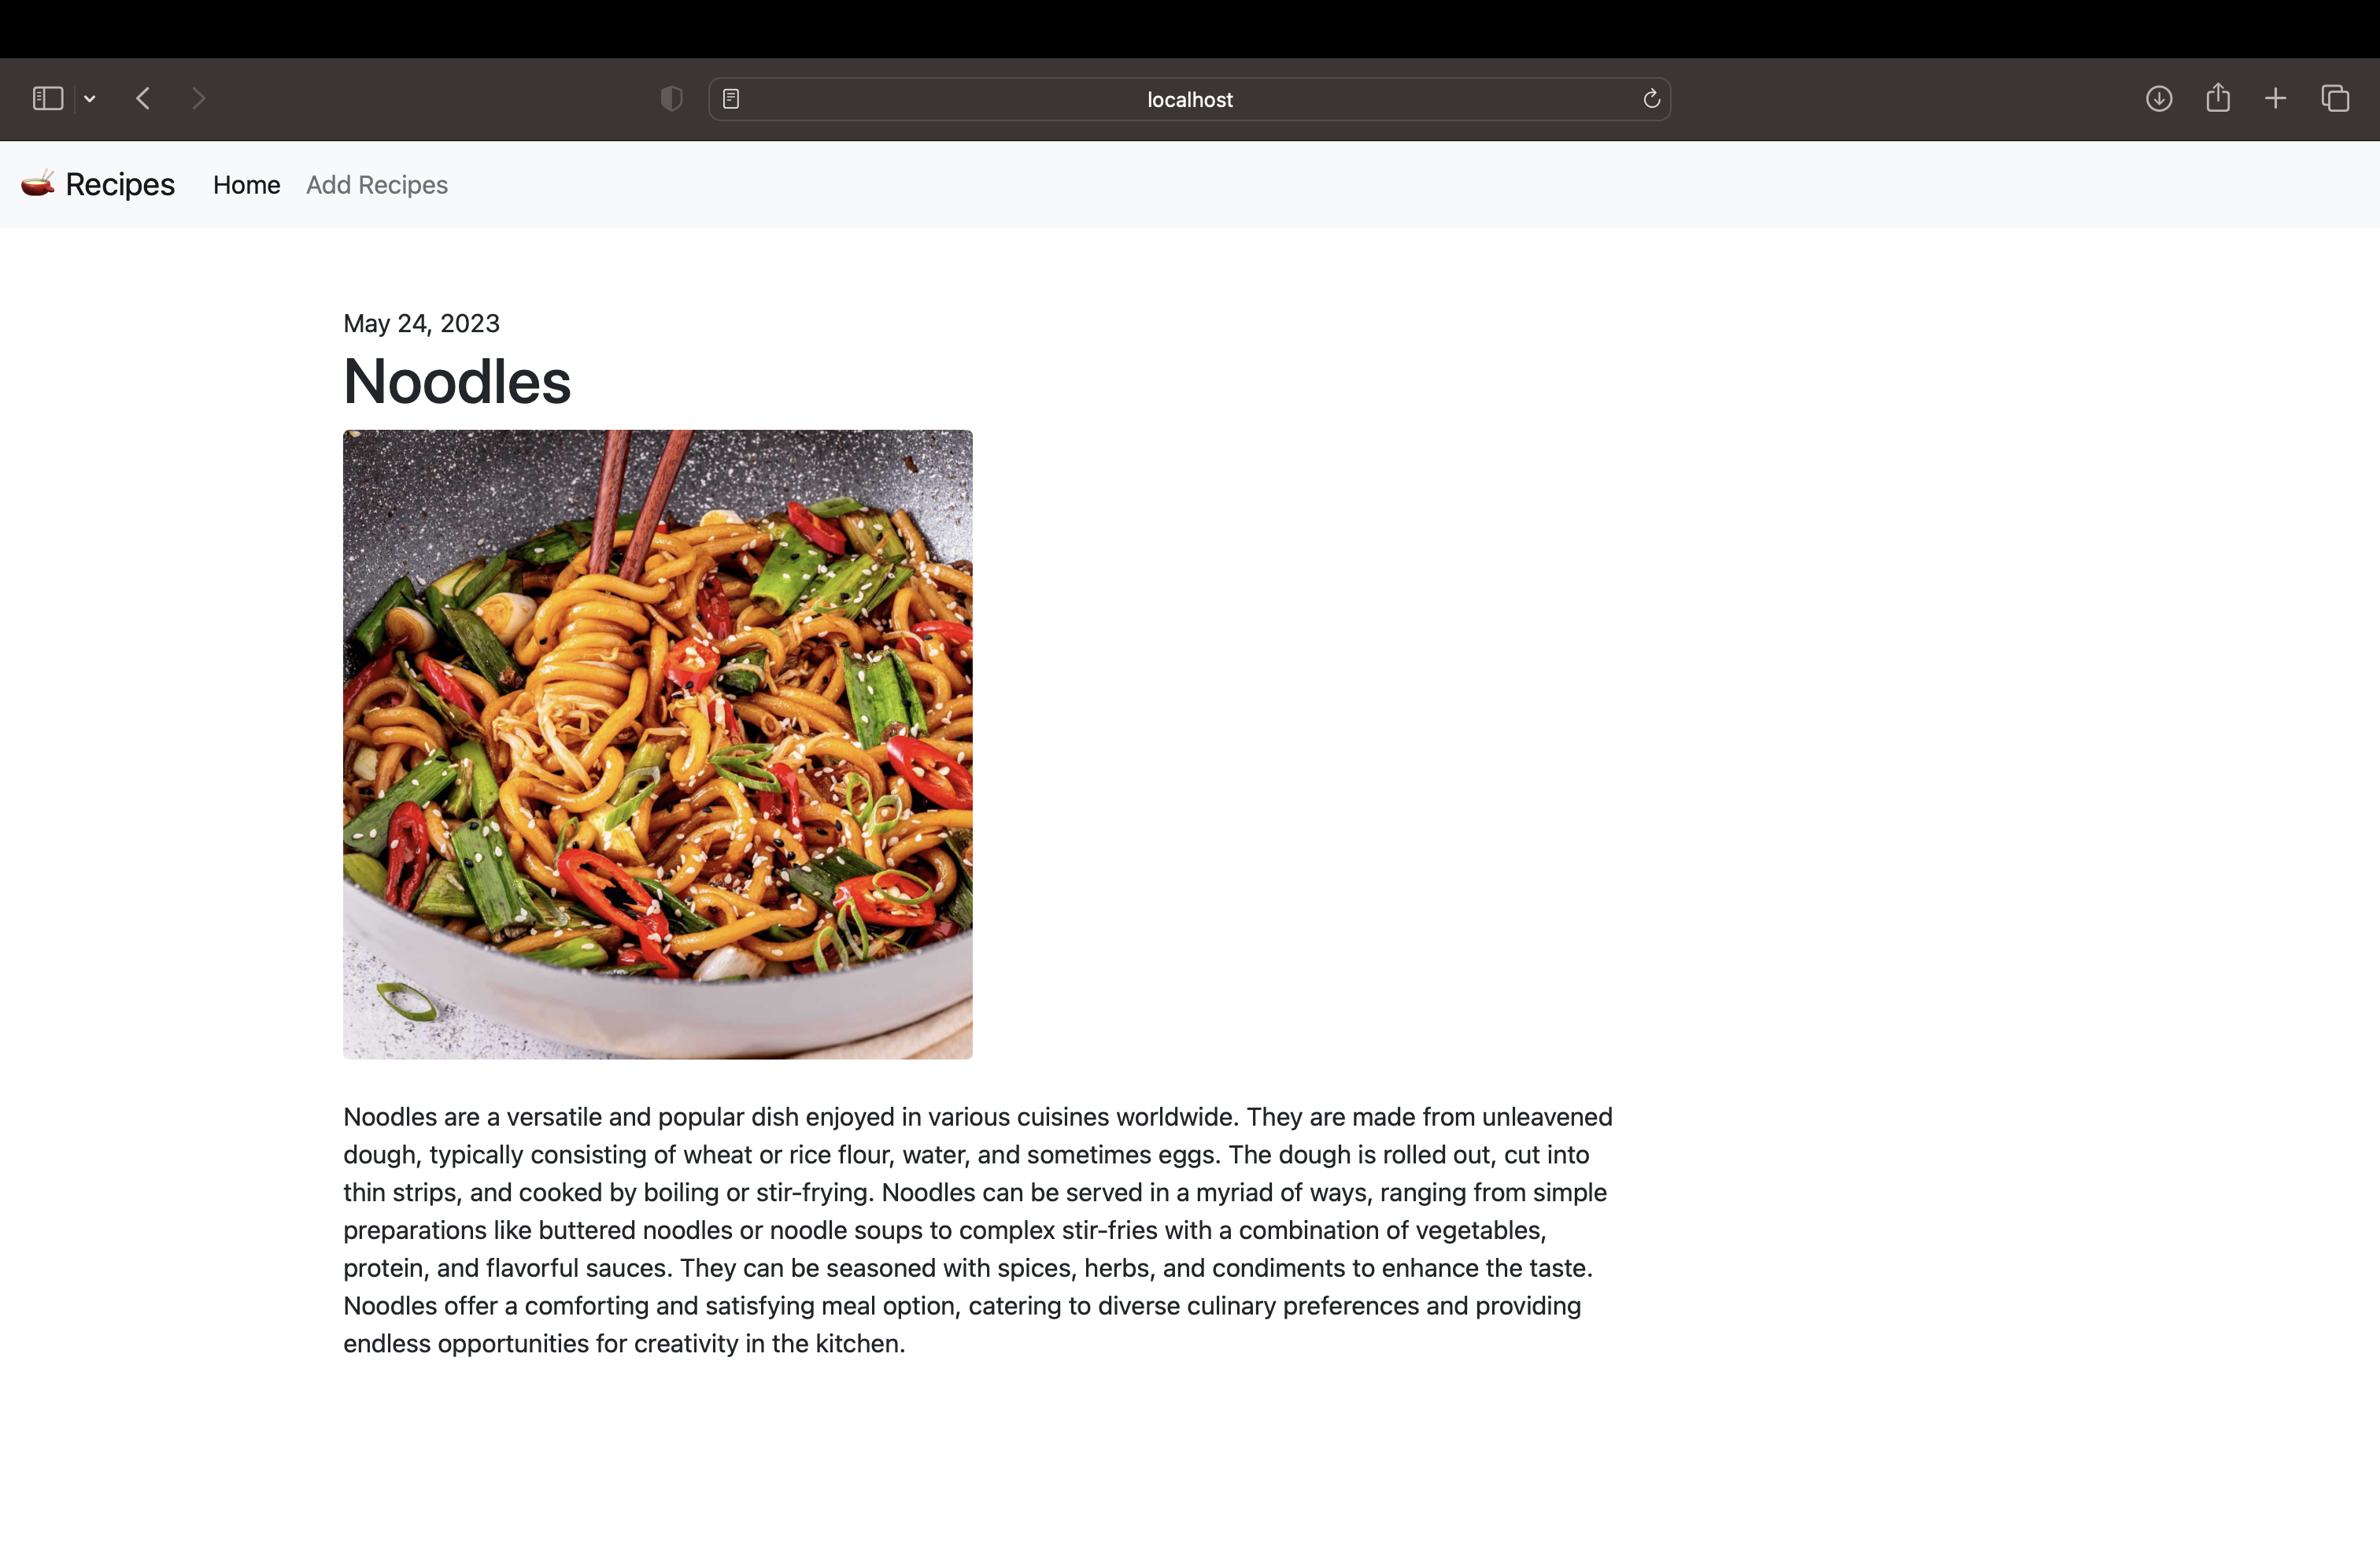 localhost
Recipes Home Add Recipes
May 24, 2023
Noodles
Noodles are a versatile and popular dish enjoyed in various cuisines worldwide. They are made from unleavened
dough, typically consisting of wheat or rice flour, water, and sometimes eggs. The dough is rolled out, cut into
thin strips, and cooked by boiling or stir-frying. Noodles can be served in a myriad of ways, ranging from simple
preparations like buttered noodles or noodle soups to complex stir-fries with a combination of vegetables,
protein, and flavorful sauces. They can be seasoned with spices, herbs, and condiments to enhance the taste.
Noodles offer a comforting and satisfying meal option, catering to diverse culinary preferences and providing
endless opportunities for creativity in the kitchen.